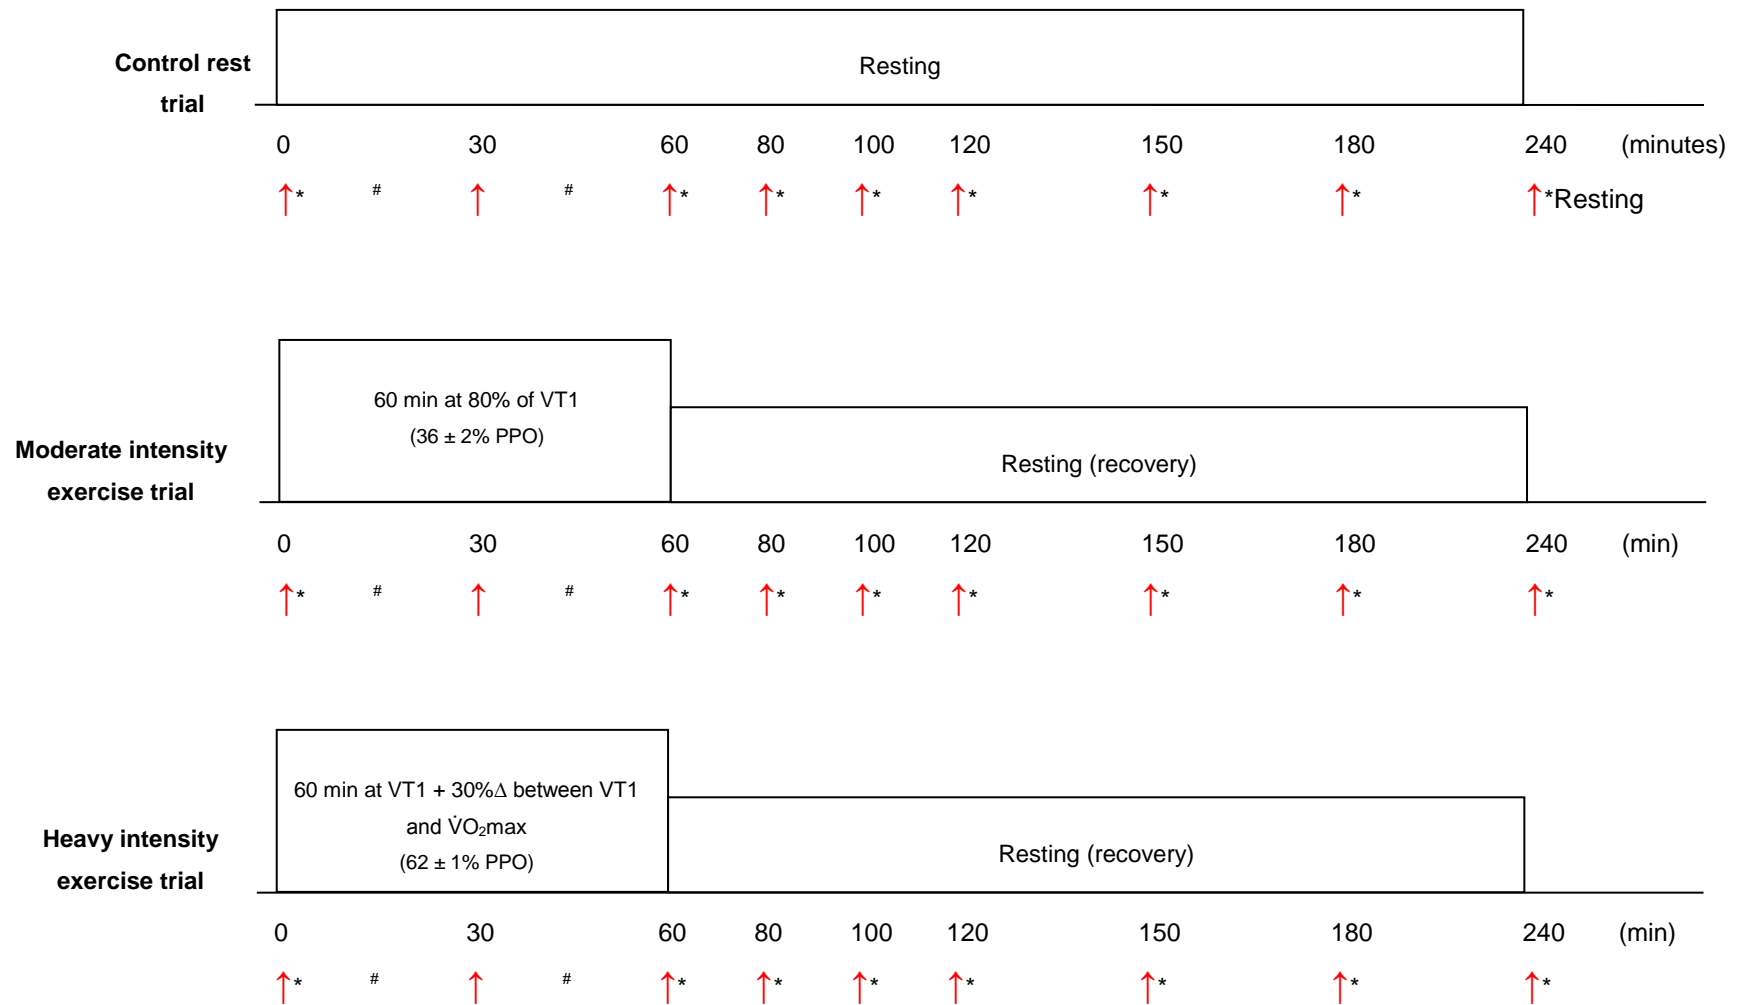 Control rest
trial
Resting
0 30 60 80 100 120 150 180 240 (minutes)
↑* # ↑ # ↑* ↑* ↑* ↑* ↑* ↑* ↑*Resting
60 min at 80% of VT1
(36 ± 2% PPO)
Moderate intensity
exercise trial
Resting (recovery)
0 30 60 80 100 120 150 180 240 (min)
↑* # ↑ # ↑* ↑* ↑* ↑* ↑* ↑* ↑*
60 min at VT1 + 30%∆ between VT1
and V̇O₂max
(62 ± 1% PPO)
Heavy intensity
exercise trial
Resting (recovery)
0 30 60 80 100 120 150 180 240 (min)
↑* # ↑ # ↑* ↑* ↑* ↑* ↑* ↑* ↑*